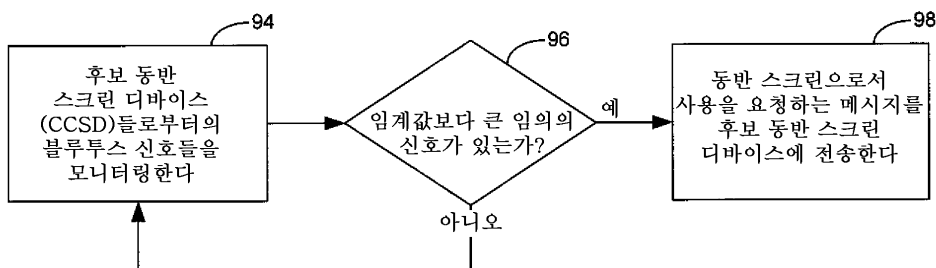 94
후보 동반
스크린 디바이스
(CCSD)들로부터의
블루투스 신호들을
모니터링한다
96
임계값보다 큰 임의의
신호가 있는가?
예
아니오
98
동반 스크린으로서
사용을 요청하는 메시지를
후보 동반 스크린
디바이스에 전송한다